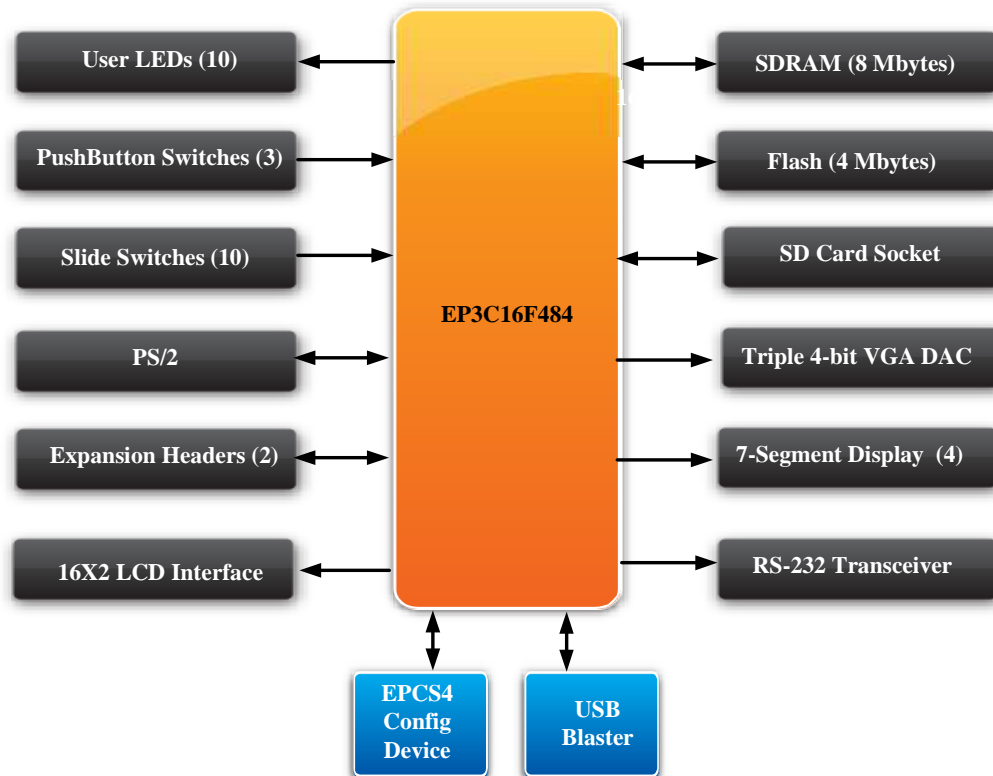 User LEDs (10)
PushButton Switches (3)
Slide Switches (10)
PS/2
Expansion Headers (2)
16X2 LCD Interface
EP3C16F484
SDRAM (8 Mbytes)
Flash (4 Mbytes)
SD Card Socket
Triple 4-bit VGA DAC
7-Segment Display (4)
RS-232 Transceiver
EPCS4
Config
Device
USB
Blaster